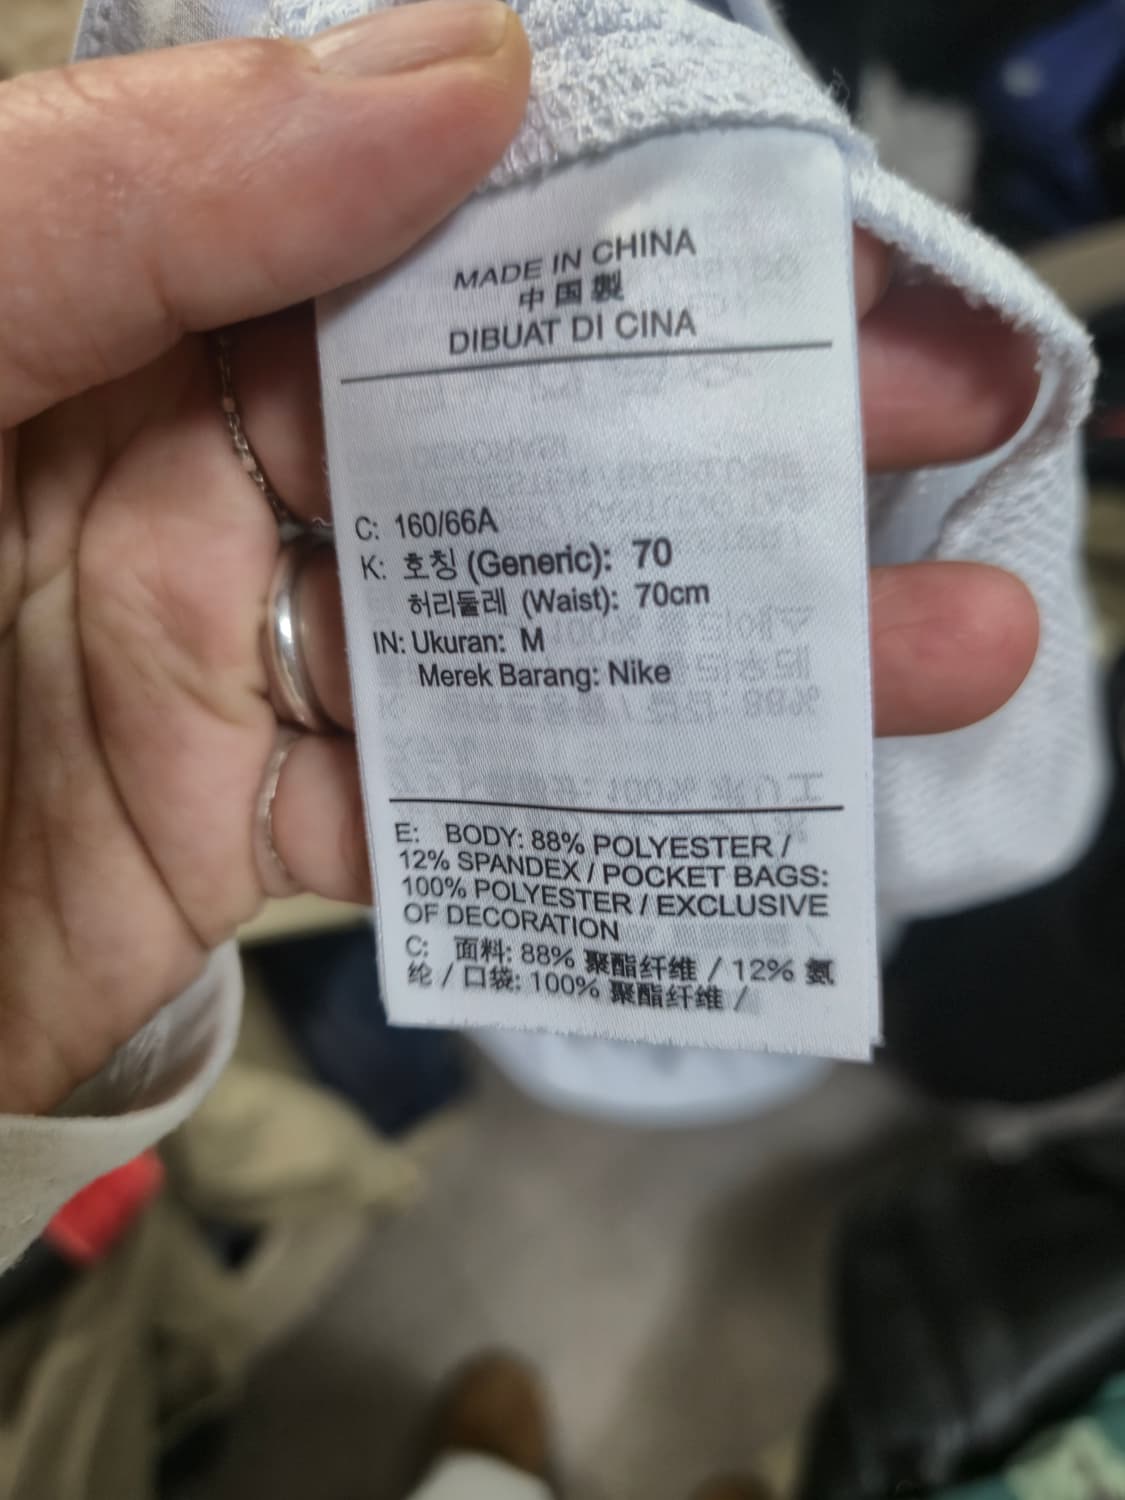 MADE IN CHINA
中国製
DIBUAT DI CINA
C: 160/66A
K: 호칭 (Generic): 70
허리둘레 (Waist): 70cm
IN: Ukuran: M
Merek Barang: Nike
E: BODY: 88% POLYESTER /
12% SPANDEX / POCKET BAGS:
100% POLYESTER / EXCLUSIVE
OF DECORATION
C: 面料: 88% 聚酯纤维 / 12% 氨
纶 / 口袋: 100% 聚酯纤维 /